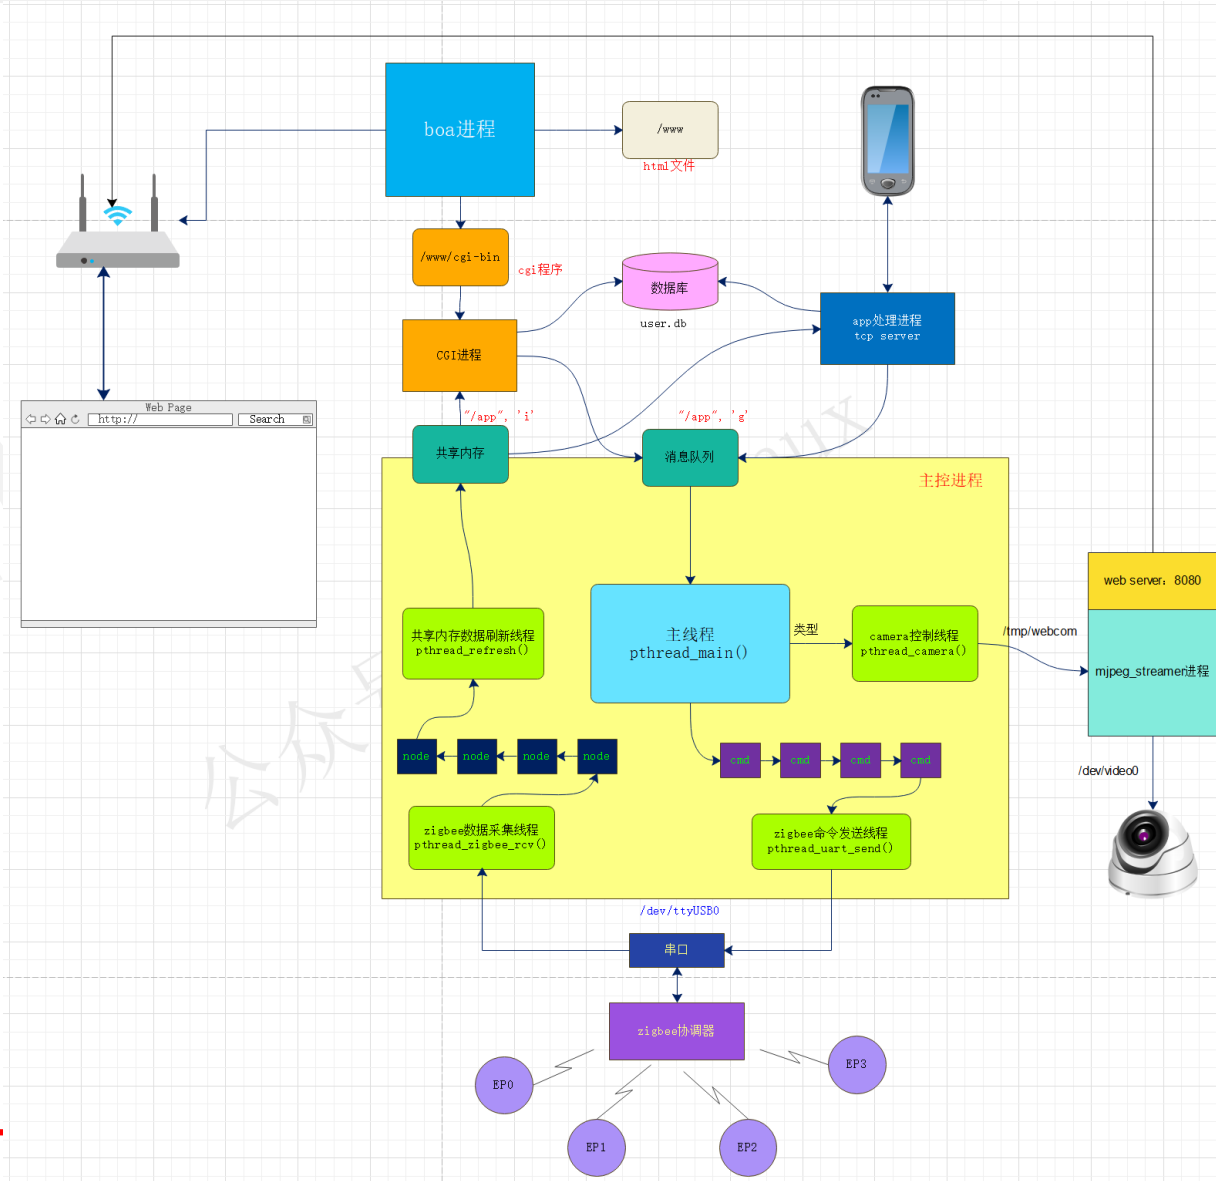 boa进程
/www
html文件
/www/cgi-bin
cgi程序
数据库
user.db
app处理进程
tcp server
CGI进程
Web Page
http://
Search
"/app", 'i'
"/app", 'g'
共享内存
消息队列
主控进程
web server：8080
共享内存数据刷新线程
pthread_refresh()
主线程
pthread_main()
类型
camera控制线程
pthread_camera()
/tmp/webcom
mjpeg_streamer进程
node
node
node
node
cmd
cmd
cmd
cmd
/dev/video0
zigbee数据采集线程
pthread_zigbee_rcv()
zigbee命令发送线程
pthread_uart_send()
/dev/ttyUSB0
串口
zigbee协调器
EP0
EP1
EP2
EP3
公众号
ux